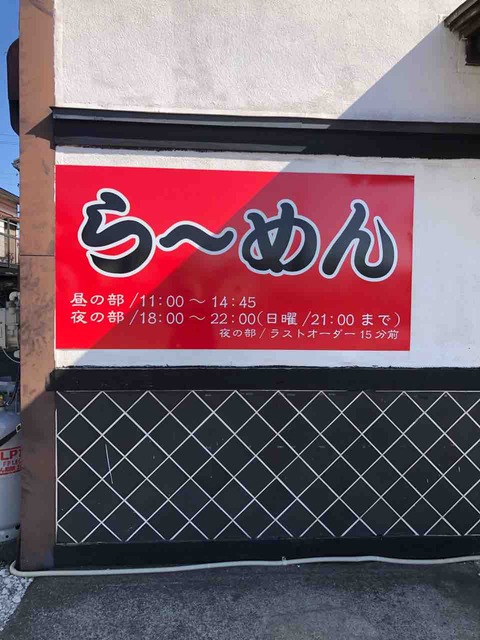 ら〜めん
昼の部/11:00〜14:45
夜の部/18:00〜22:00(日曜/21:00まで)
夜の部/ラストオーダー15分前
LP